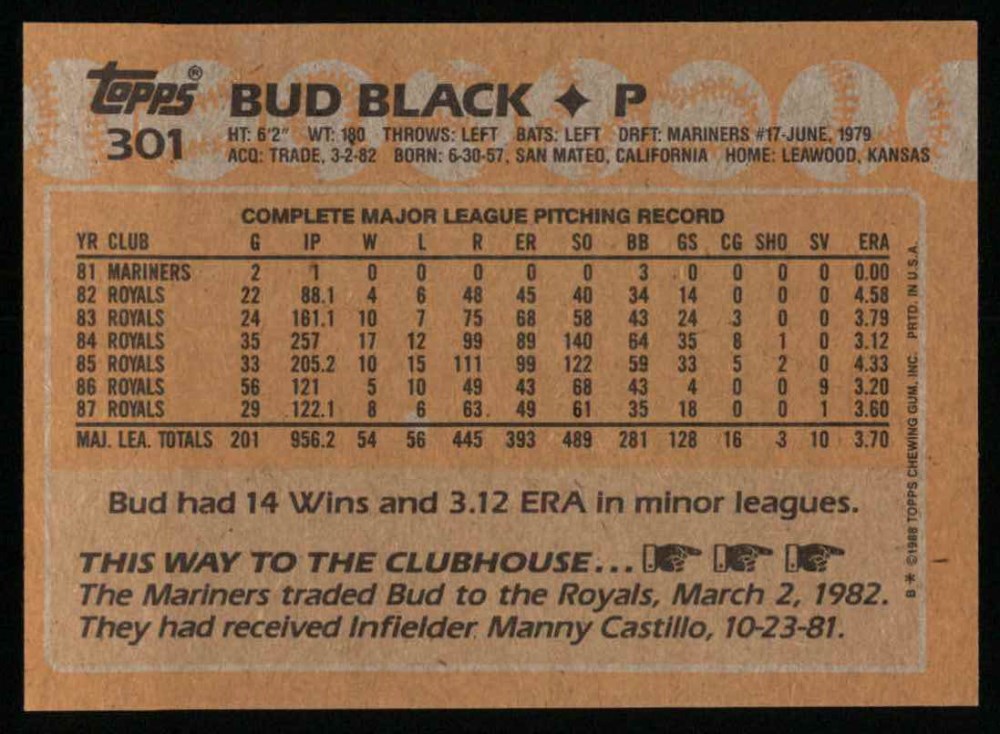 topps® BUD BLACK ✦ P
301 HT: 6'2" WT: 180 THROWS: LEFT BATS: LEFT DRFT: MARINERS #17-JUNE, 1979
ACQ: TRADE, 3-2-82 BORN: 6-30-57, SAN MATEO, CALIFORNIA HOME: LEAWOOD, KANSAS
COMPLETE MAJOR LEAGUE PITCHING RECORD
YR CLUB G IP W L R ER SO BB GS CG SHO SV ERA
81 MARINERS 2 1 0 0 0 0 0 3 0 0 0 0 0.00
82 ROYALS 22 88.1 4 6 48 45 40 34 14 0 0 0 4.58
83 ROYALS 24 161.1 10 7 75 68 58 43 24 3 0 0 3.79
84 ROYALS 35 257 17 12 99 89 140 64 35 8 1 0 3.12
85 ROYALS 33 205.2 10 15 111 99 122 59 33 5 2 0 4.33
86 ROYALS 56 121 5 10 49 43 68 43 4 0 0 9 3.20
87 ROYALS 29 122.1 8 6 63 49 61 35 18 0 0 1 3.60
MAJ. LEA. TOTALS 201 956.2 54 56 445 393 489 281 128 16 3 10 3.70
Bud had 14 Wins and 3.12 ERA in minor leagues.
THIS WAY TO THE CLUBHOUSE...
The Mariners traded Bud to the Royals, March 2, 1982.
They had received Infielder Manny Castillo, 10-23-81.
B * ©1988 TOPPS CHEWING GUM, INC. PRTD. IN U.S.A.